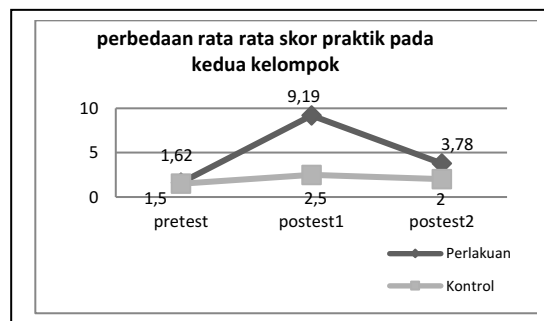 perbedaan rata rata skor praktik pada
kedua kelompok
10
5
0
9,19
1,62
3,78
1,5
2,5
2
pretest
postest1
postest2
Perlakuan
Kontrol